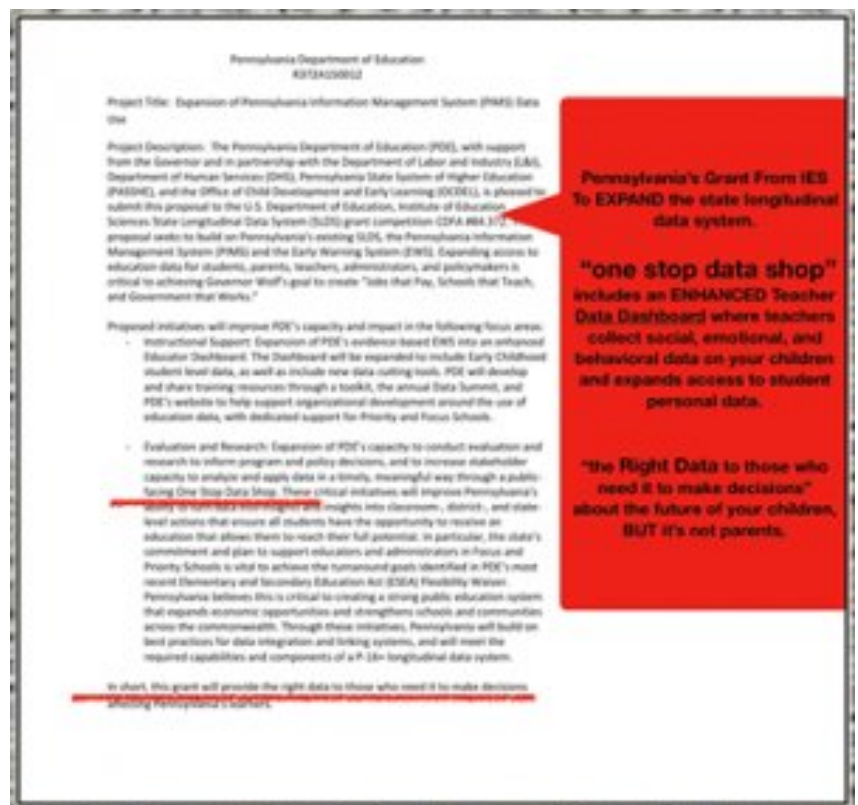 Pennsylvania Department of Education
R372A150012
Project Title: Expansion of Pennsylvania Information Management System (PIMS) Data
Use
Project Description: The Pennsylvania Department of Education (PDE), with support
from the Governor and in partnership with the Department of Labor and Industry (L&I),
Department of Human Services (DHS), Pennsylvania State System of Higher Education
(PASSHE), and the Office of Child Development and Early Learning (OCDEL), is pleased to
submit this proposal to the U.S. Department of Education, Institute of Education
Sciences State Longitudinal Data System (SLDS) grant competition CDFA #84.372.
proposal seeks to build on Pennsylvania's existing SLDS, the Pennsylvania Information
Management System (PIMS) and the Early Warning System (EWS). Expanding access to
education data for students, parents, teachers, administrators, and policymakers is
critical to achieving Governor Wolf's goal to create "Jobs that Pay, Schools that Teach,
and Government that Works."
Proposed initiatives will improve PDE's capacity and impact in the following focus areas:
- Instructional Support: Expansion of PDE's evidence-based EWS into an enhanced
Educator Dashboard. The Dashboard will be expanded to include Early Childhood
student level data, as well as include new data cutting tools. PDE will develop
and share training resources through a toolkit, the annual Data Summit, and
PDE's website to help support organizational development around the use of
education data, with dedicated support for Priority and Focus Schools.
- Evaluation and Research: Expansion of PDE's capacity to conduct evaluation and
research to inform program and policy decisions, and to increase stakeholder
capacity to analyze and apply data in a timely, meaningful way through a public-
facing One Stop Data Shop. These critical initiatives will improve Pennsylvania's
ability to turn data into insights and insights into classroom-, district-, and state-
level actions that ensure all students have the opportunity to receive an
education that allows them to reach their full potential. In particular, the state's
commitment and plan to support educators and administrators in Focus and
Priority Schools is vital to achieve the turnaround goals identified in PDE's most
recent Elementary and Secondary Education Act (ESEA) Flexibility Waiver.
Pennsylvania believes this is critical to creating a strong public education system
that expands economic opportunities and strengthens schools and communities
across the commonwealth. Through these initiatives, Pennsylvania will build on
best practices for data integration and linking systems, and will meet the
required capabilities and components of a P-16+ longitudinal data system.
In short, this grant will provide the right data to those who need it to make decisions
affecting Pennsylvania's learners.
Pennsylvania's Grant From IES
To EXPAND the state longitudinal
data system.
"one stop data shop"
includes an ENHANCED Teacher
Data Dashboard where teachers
collect social, emotional, and
behavioral data on your children
and expands access to student
personal data.
"the Right Data to those who
need it to make decisions"
about the future of your children,
BUT it's not parents.